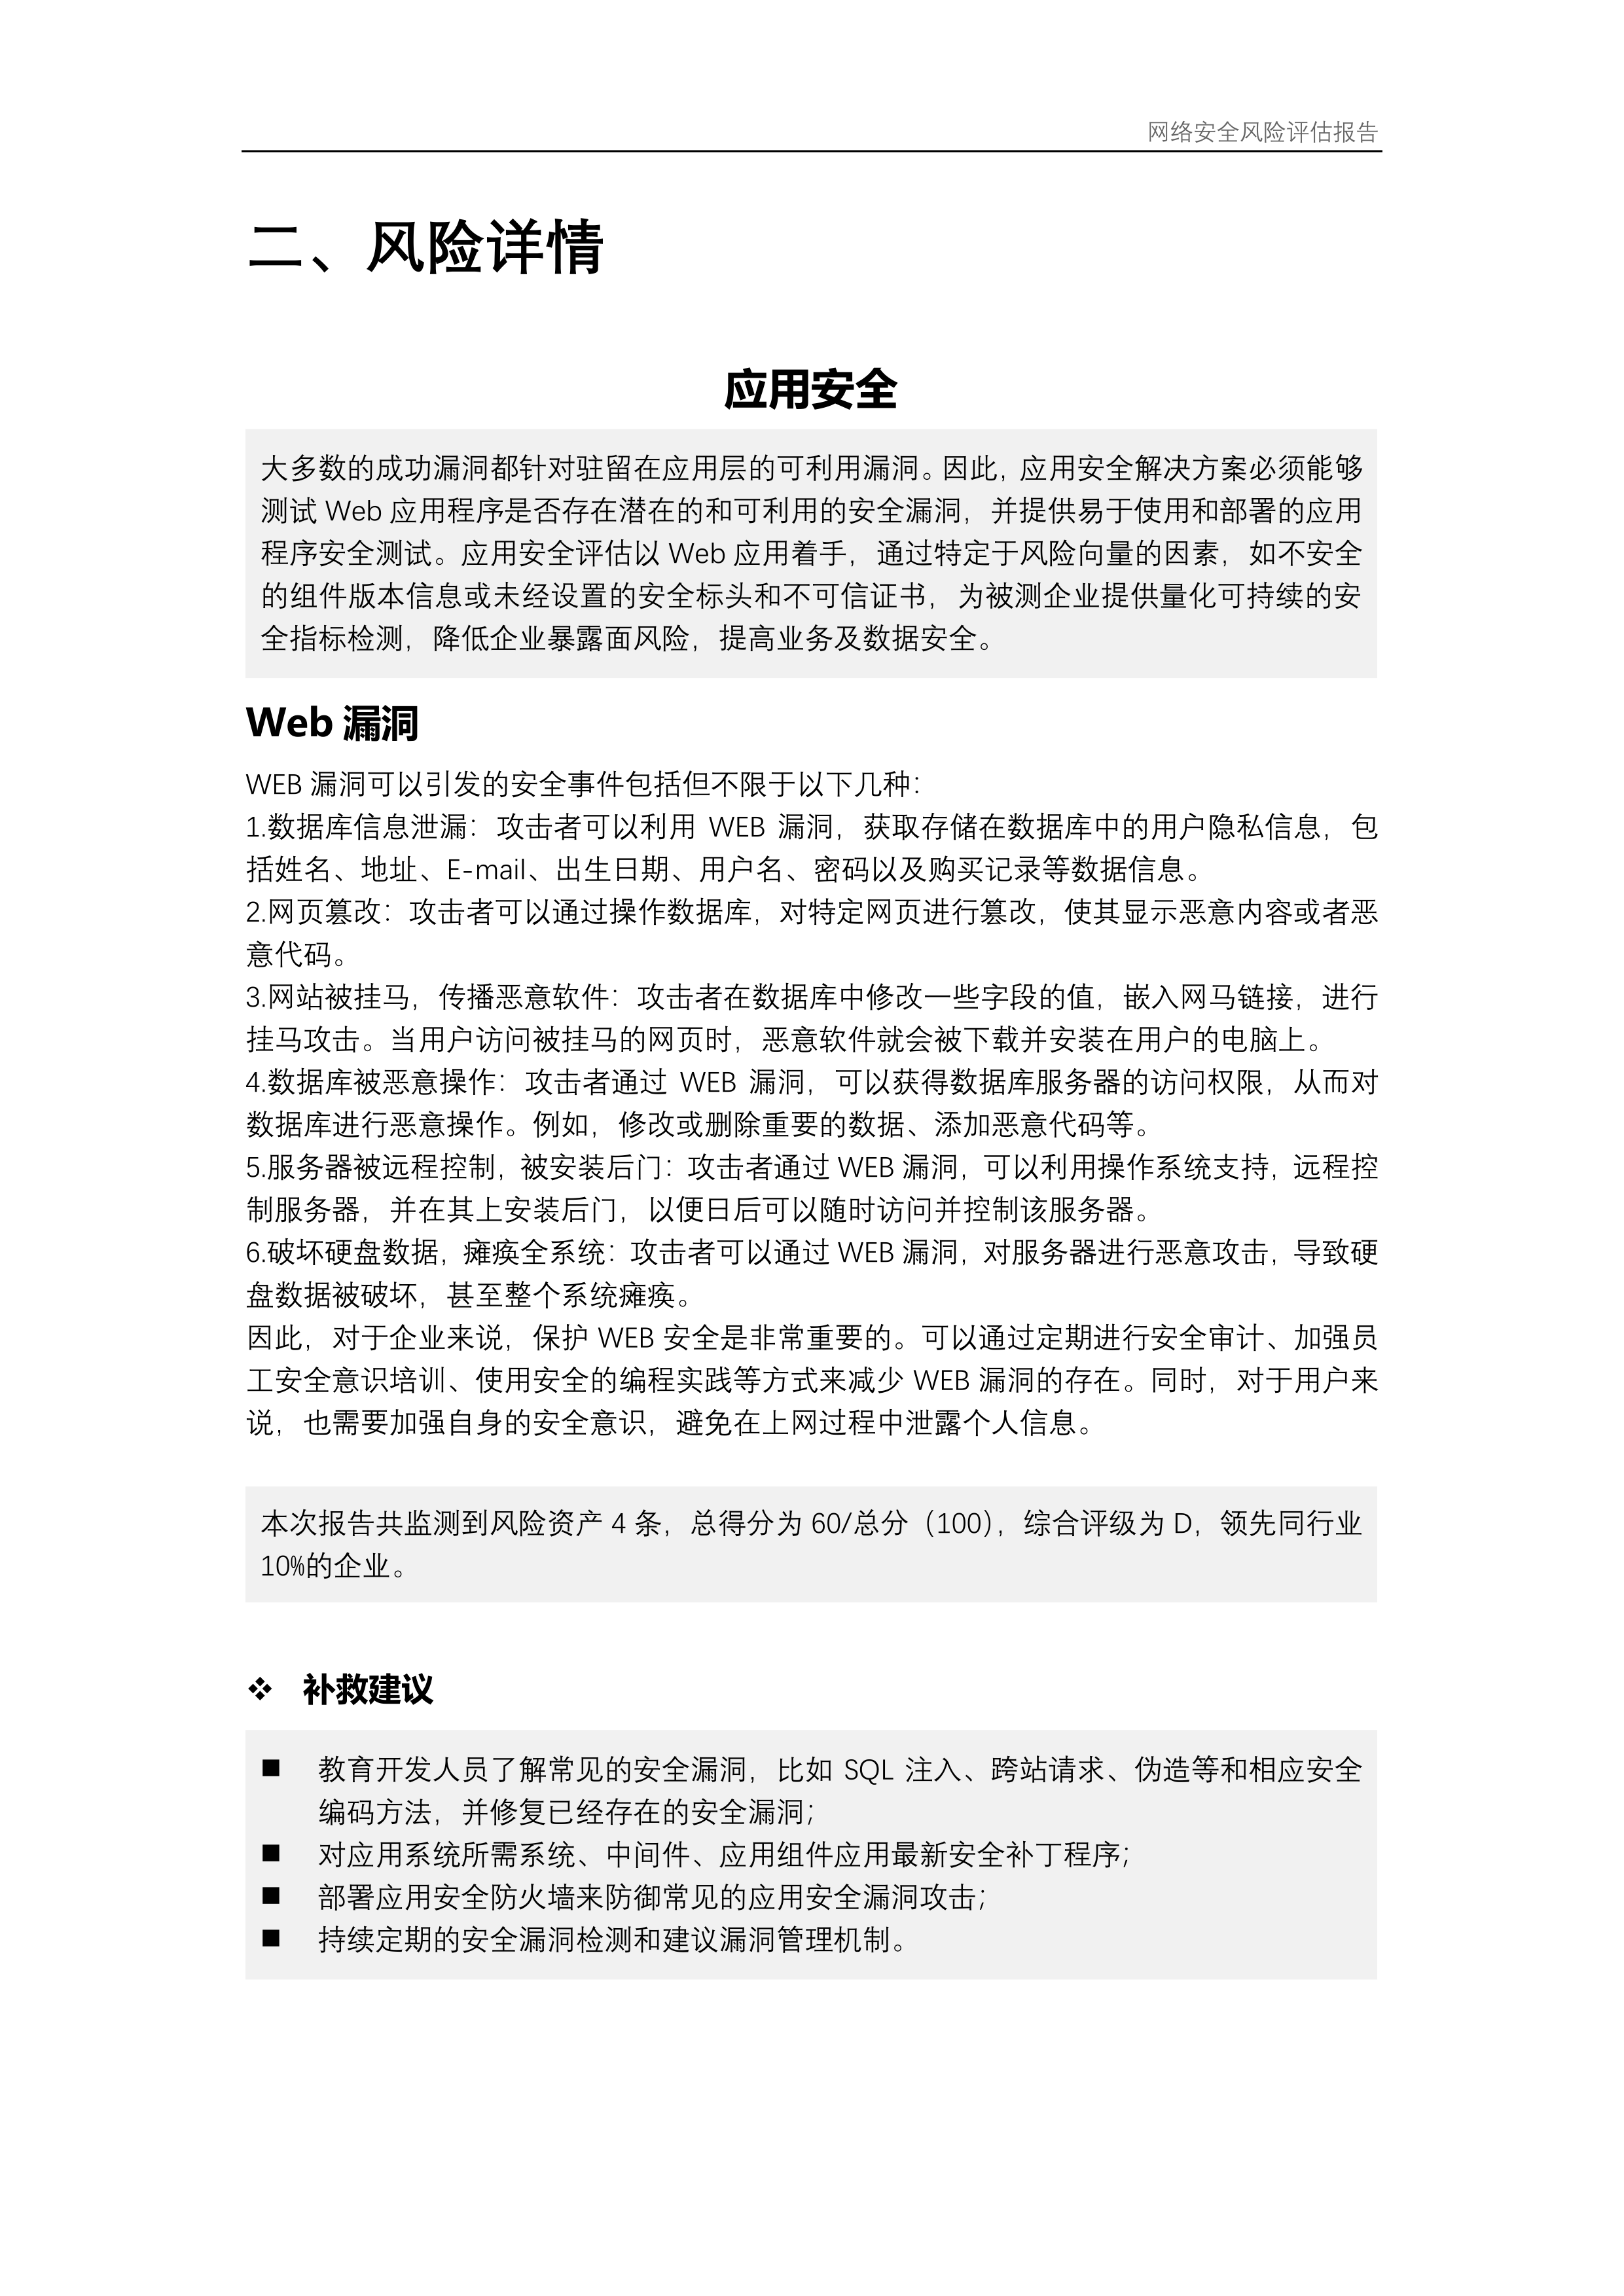 网络安全风险评估报告
二、风险详情
应用安全
大多数的成功漏洞都针对驻留在应用层的可利用漏洞。因此，应用安全解决方案必须能够
测试 Web 应用程序是否存在潜在的和可利用的安全漏洞，并提供易于使用和部署的应用
程序安全测试。应用安全评估以 Web 应用着手，通过特定于风险向量的因素，如不安全
的组件版本信息或未经设置的安全标头和不可信证书，为被测企业提供量化可持续的安
全指标检测，降低企业暴露面风险，提高业务及数据安全。
Web 漏洞
WEB 漏洞可以引发的安全事件包括但不限于以下几种：
1.数据库信息泄漏：攻击者可以利用 WEB 漏洞，获取存储在数据库中的用户隐私信息，包
括姓名、地址、E-mail、出生日期、用户名、密码以及购买记录等数据信息。
2.网页篡改：攻击者可以通过操作数据库，对特定网页进行篡改，使其显示恶意内容或者恶
意代码。
3.网站被挂马，传播恶意软件：攻击者在数据库中修改一些字段的值，嵌入网马链接，进行
挂马攻击。当用户访问被挂马的网页时，恶意软件就会被下载并安装在用户的电脑上。
4.数据库被恶意操作：攻击者通过 WEB 漏洞，可以获得数据库服务器的访问权限，从而对
数据库进行恶意操作。例如，修改或删除重要的数据、添加恶意代码等。
5.服务器被远程控制，被安装后门：攻击者通过 WEB 漏洞，可以利用操作系统支持，远程控
制服务器，并在其上安装后门，以便日后可以随时访问并控制该服务器。
6.破坏硬盘数据，瘫痪全系统：攻击者可以通过 WEB 漏洞，对服务器进行恶意攻击，导致硬
盘数据被破坏，甚至整个系统瘫痪。
因此，对于企业来说，保护 WEB 安全是非常重要的。可以通过定期进行安全审计、加强员
工安全意识培训、使用安全的编程实践等方式来减少 WEB 漏洞的存在。同时，对于用户来
说，也需要加强自身的安全意识，避免在上网过程中泄露个人信息。
本次报告共监测到风险资产 4 条，总得分为 60/总分（100），综合评级为 D，领先同行业
10%的企业。
❖ 补救建议
■ 教育开发人员了解常见的安全漏洞，比如 SQL 注入、跨站请求、伪造等和相应安全
编码方法，并修复已经存在的安全漏洞；
■ 对应用系统所需系统、中间件、应用组件应用最新安全补丁程序；
■ 部署应用安全防火墙来防御常见的应用安全漏洞攻击；
■ 持续定期的安全漏洞检测和建议漏洞管理机制。